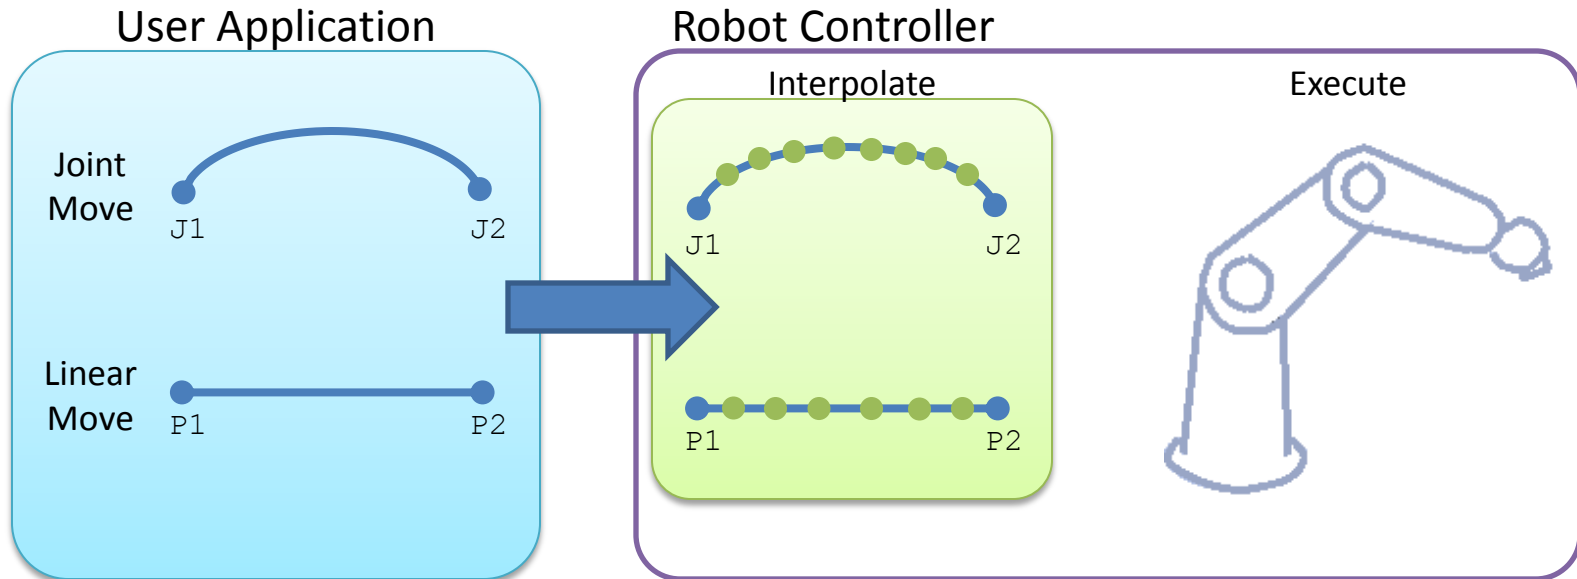 User Application
Robot Controller
Interpolate
Execute
Joint
Move
J1
J2
J1
J2
Linear
Move
P1
P2
P1
P2